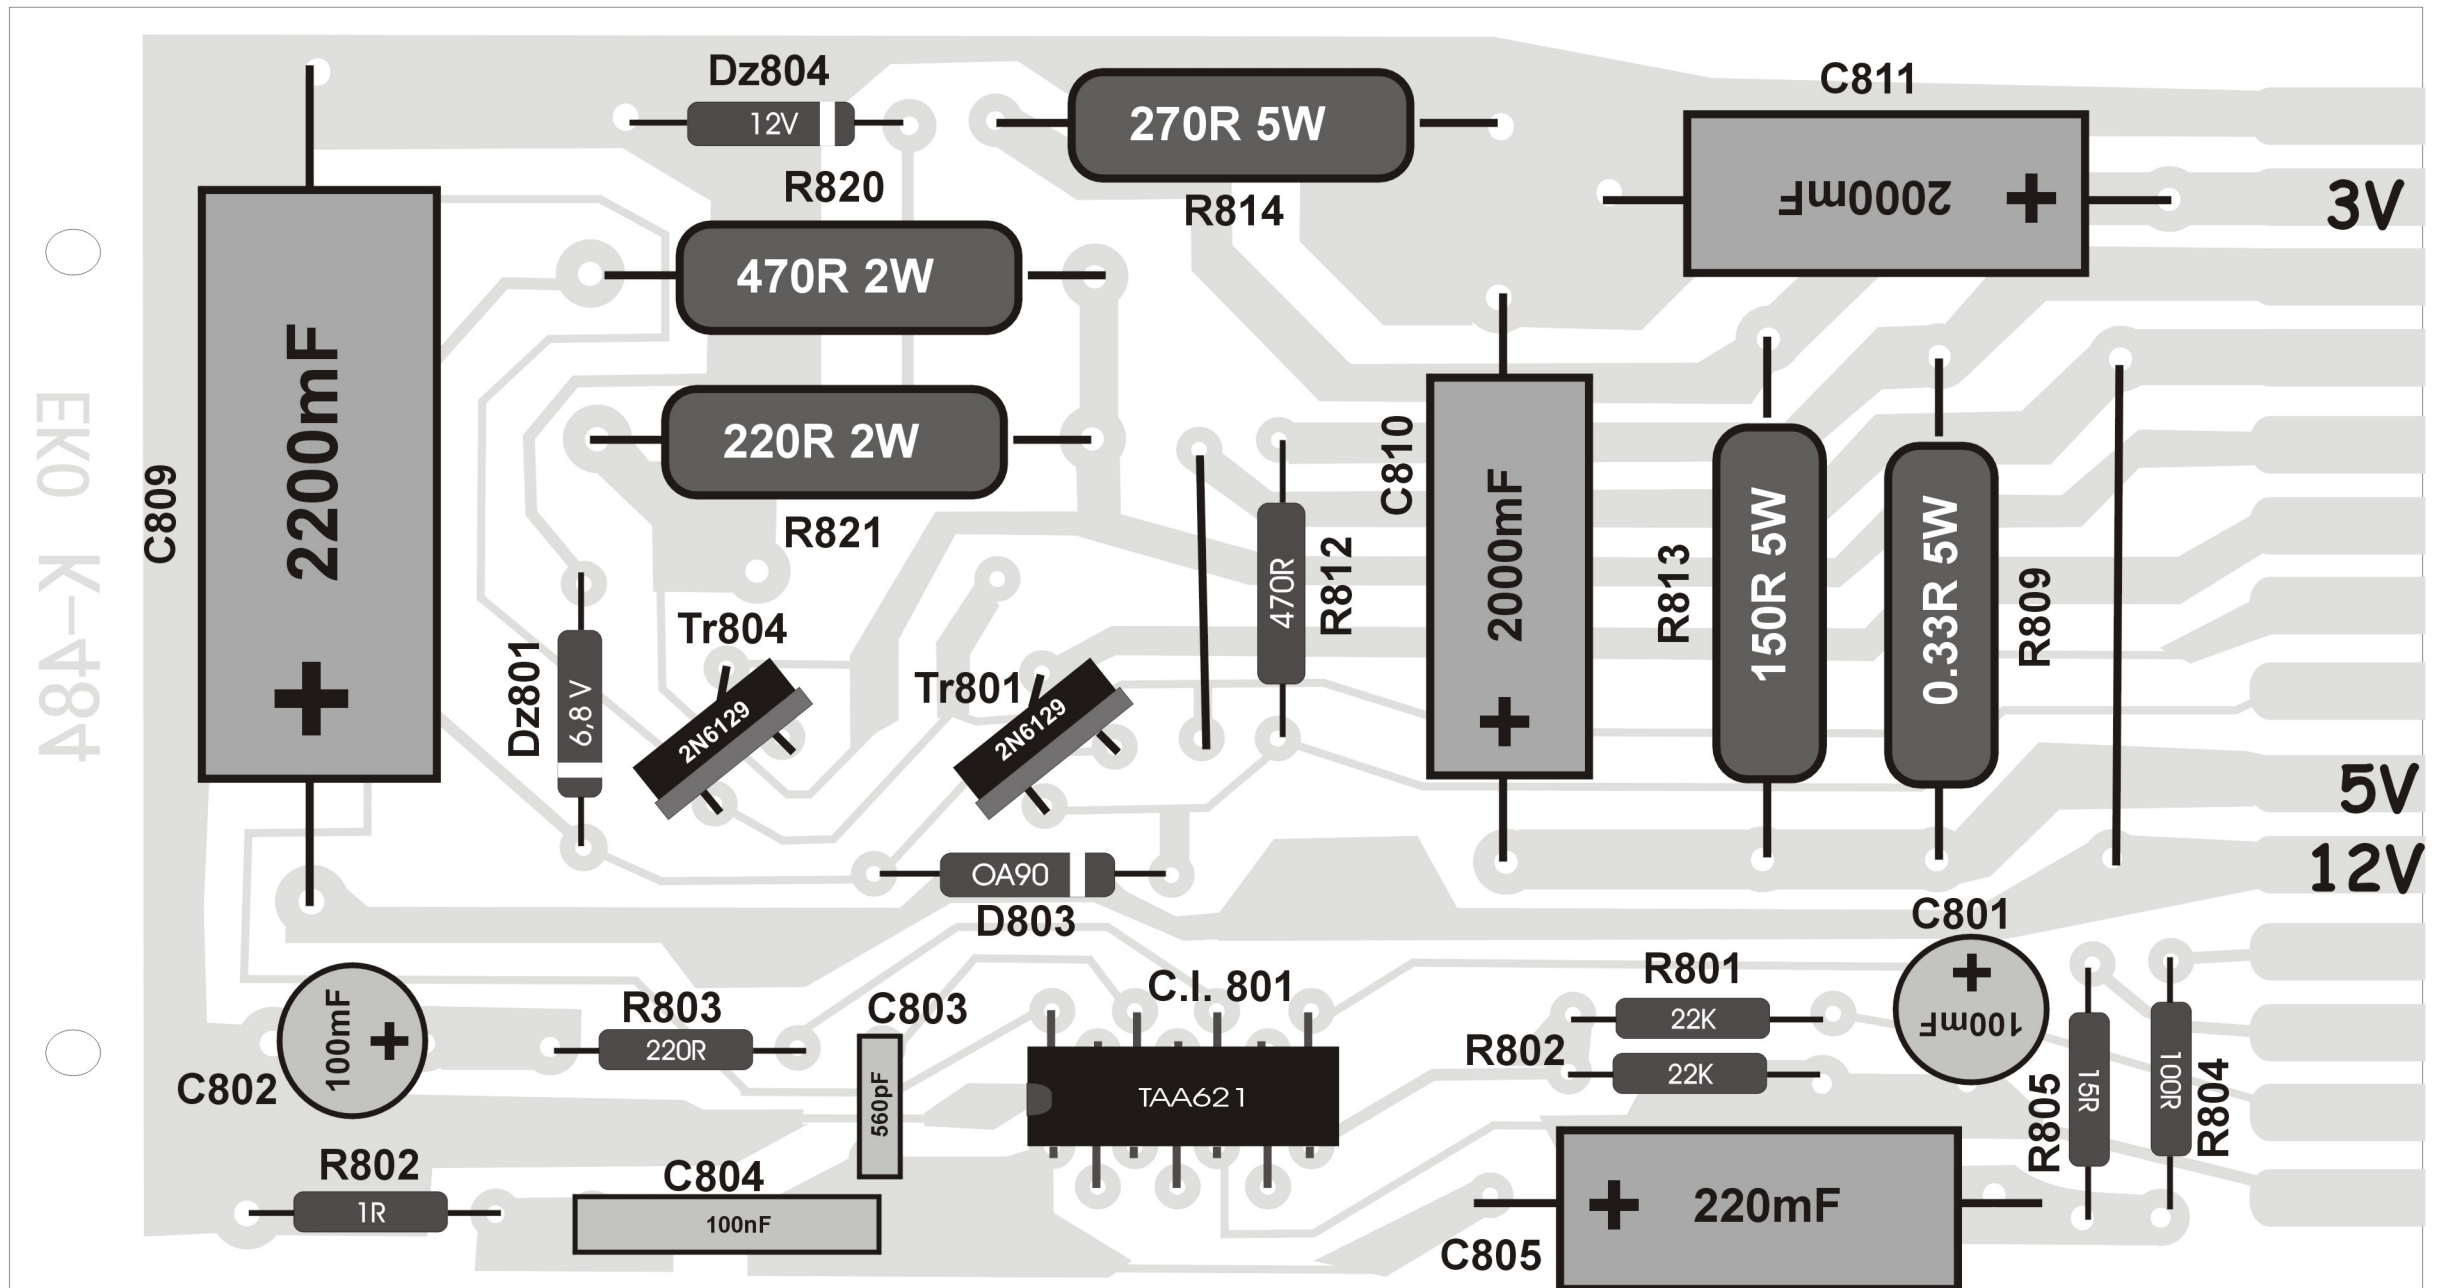 Dz804
12V
R820
270R 5W
R814
C811
2000mF
3V
470R 2W
220R 2W
R821
C809
2200mF
EKO K-484
Dz801
6,8 V
Tr804
2N6129
Tr801
2N6129
470R
R812
C810
2000mF
R813
150R 5W
0.33R 5W
R809
5V
12V
OA90
D803
C801
100mF
C802
100mF
R803
220R
C803
560pF
C.I. 801
TAA621
R801
22K
R802
22K
R805
15R
100R
R804
R802
1R
C804
100nF
C805
220mF